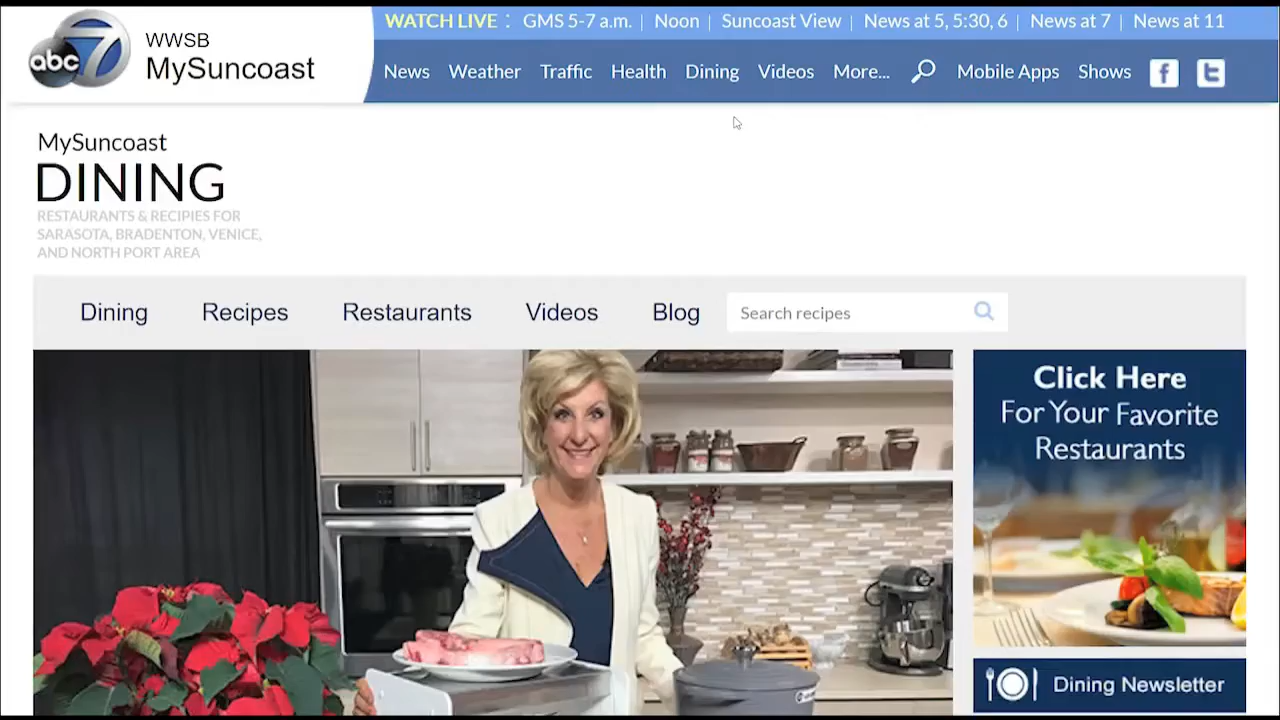 WATCH LIVE : GMS 5-7 a.m. | Noon | Suncoast View | News at 5, 5:30, 6 | News at 7 | News at 11
abc 7
WWSB
MySuncoast
News Weather Traffic Health Dining Videos More... Mobile Apps Shows f t
MySuncoast
DINING
RESTAURANTS & RECIPIES FOR
SARASOTA, BRADENTON, VENICE,
AND NORTH PORT AREA
Dining Recipes Restaurants Videos Blog Search recipes
Click Here
For Your Favorite
Restaurants
Dining Newsletter